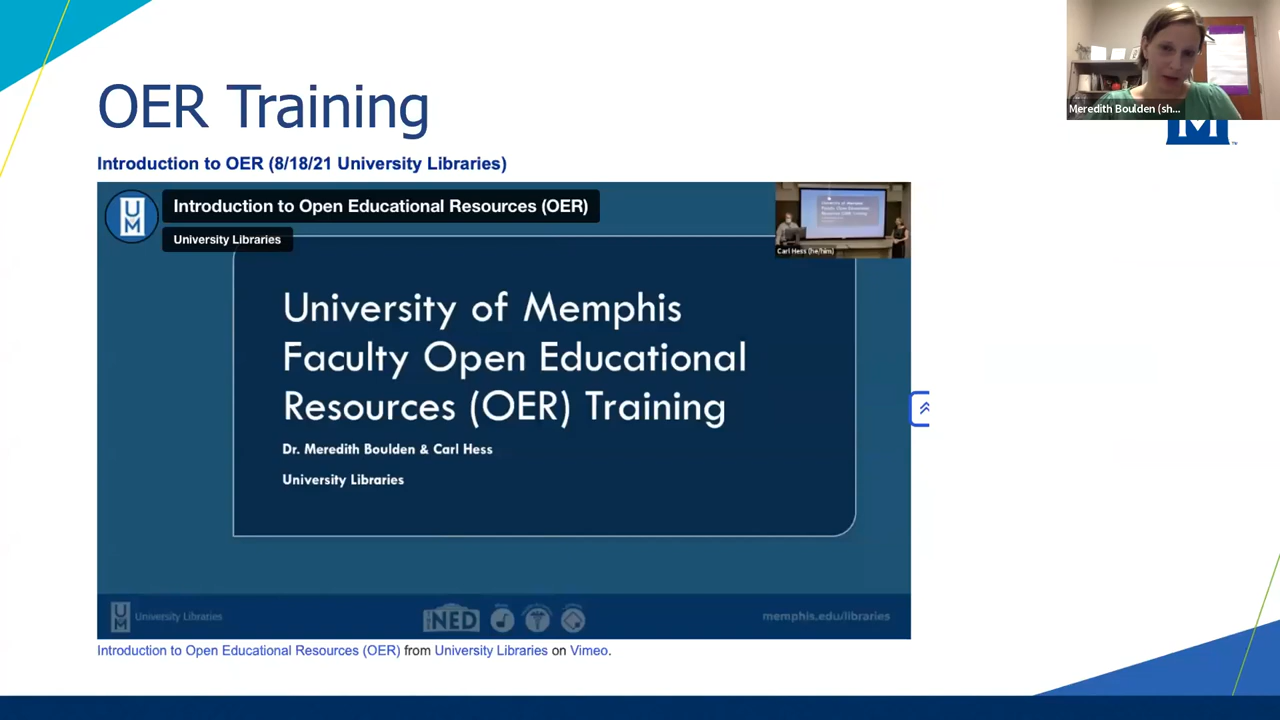 OER Training
Meredith Boulden (sh...
M
Introduction to OER (8/18/21 University Libraries)
UM
Introduction to Open Educational Resources (OER)
University Libraries
Carl Hess (he/him)
University of Memphis
Faculty Open Educational
Resources (OER) Training
Dr. Meredith Boulden & Carl Hess
University Libraries
UM University Libraries
NED
memphis.edu/libraries
Introduction to Open Educational Resources (OER) from University Libraries on Vimeo.